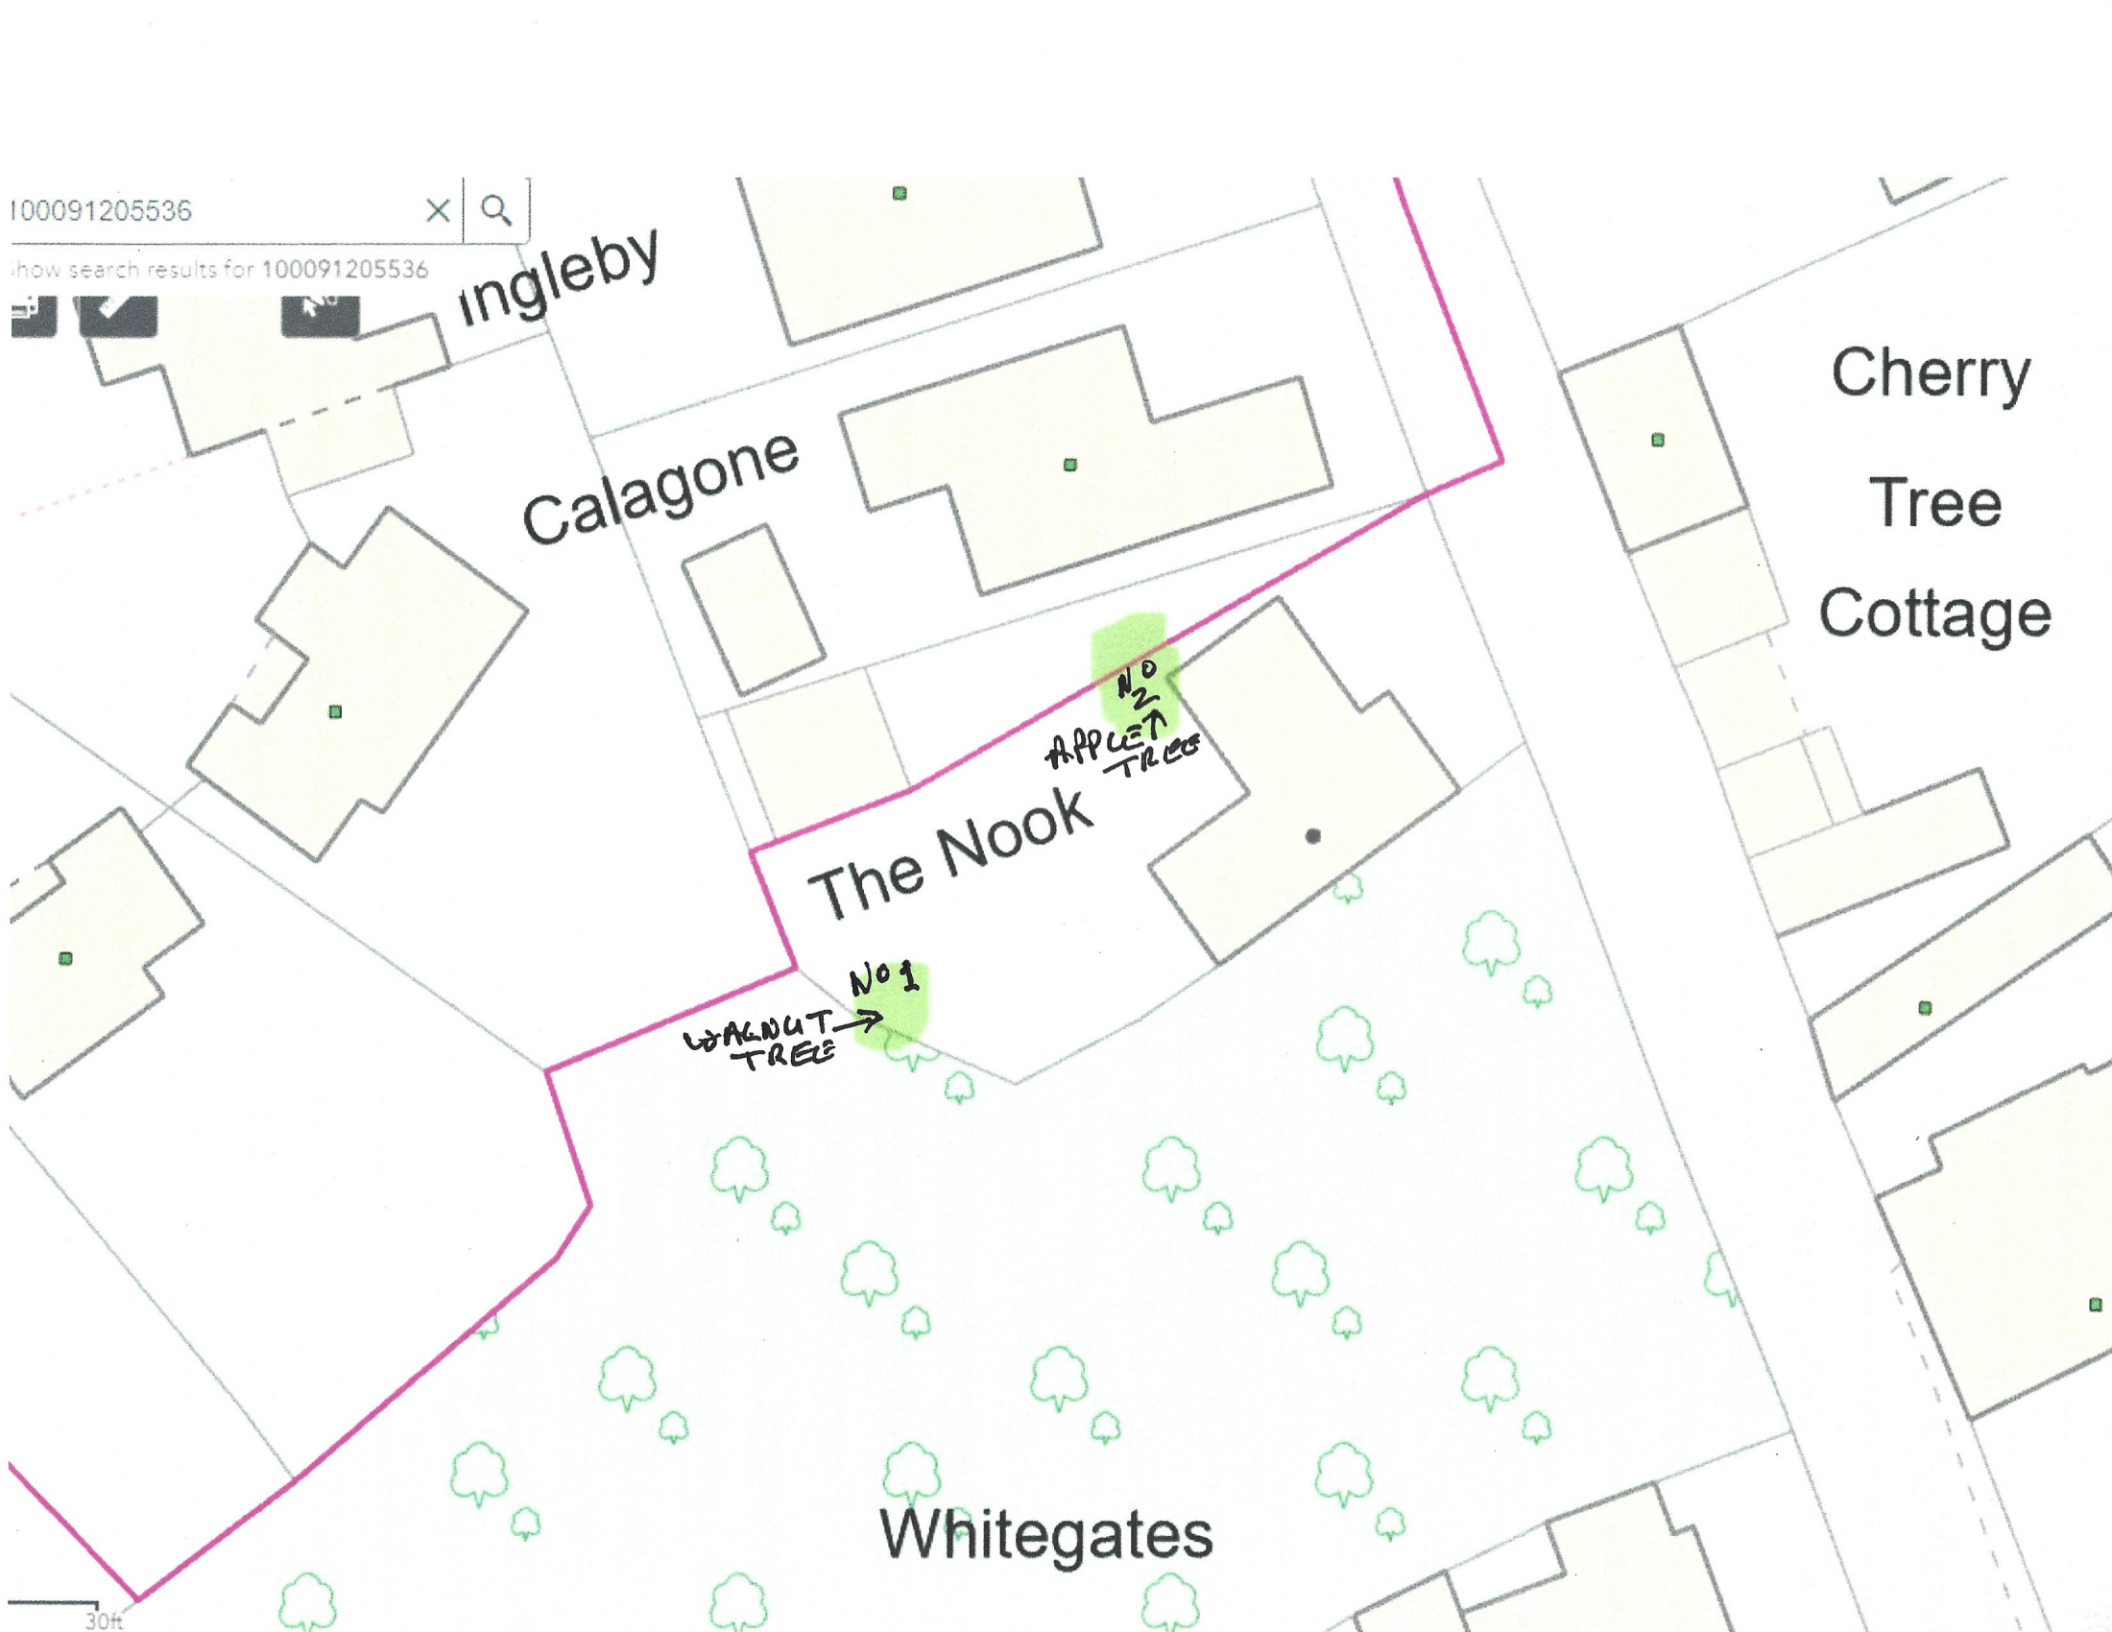 100091205536
how search results for 100091205536
Ingleby
Calagone
Cherry
Tree
Cottage
NO
2
APPLE
TREE
The Nook
NO 1
WALNUT
TREE
Whitegates
30ft